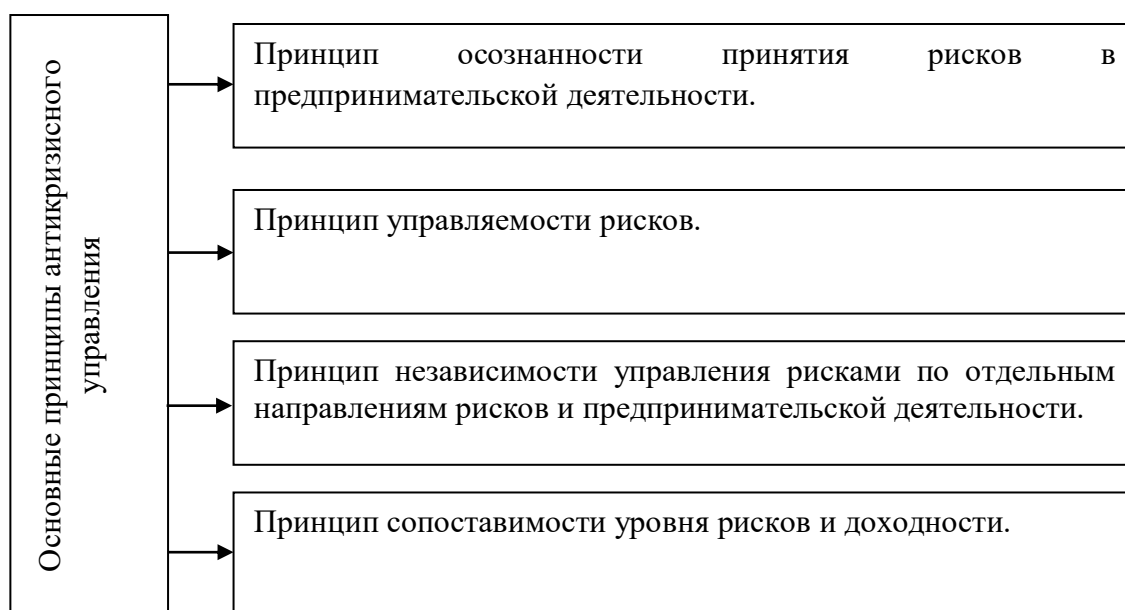 Основные принципы антикризисного
управления
Принцип осознанности принятия рисков в
предпринимательской деятельности.
Принцип управляемости рисков.
Принцип независимости управления рисками по отдельным
направлениям рисков и предпринимательской деятельности.
Принцип сопоставимости уровня рисков и доходности.